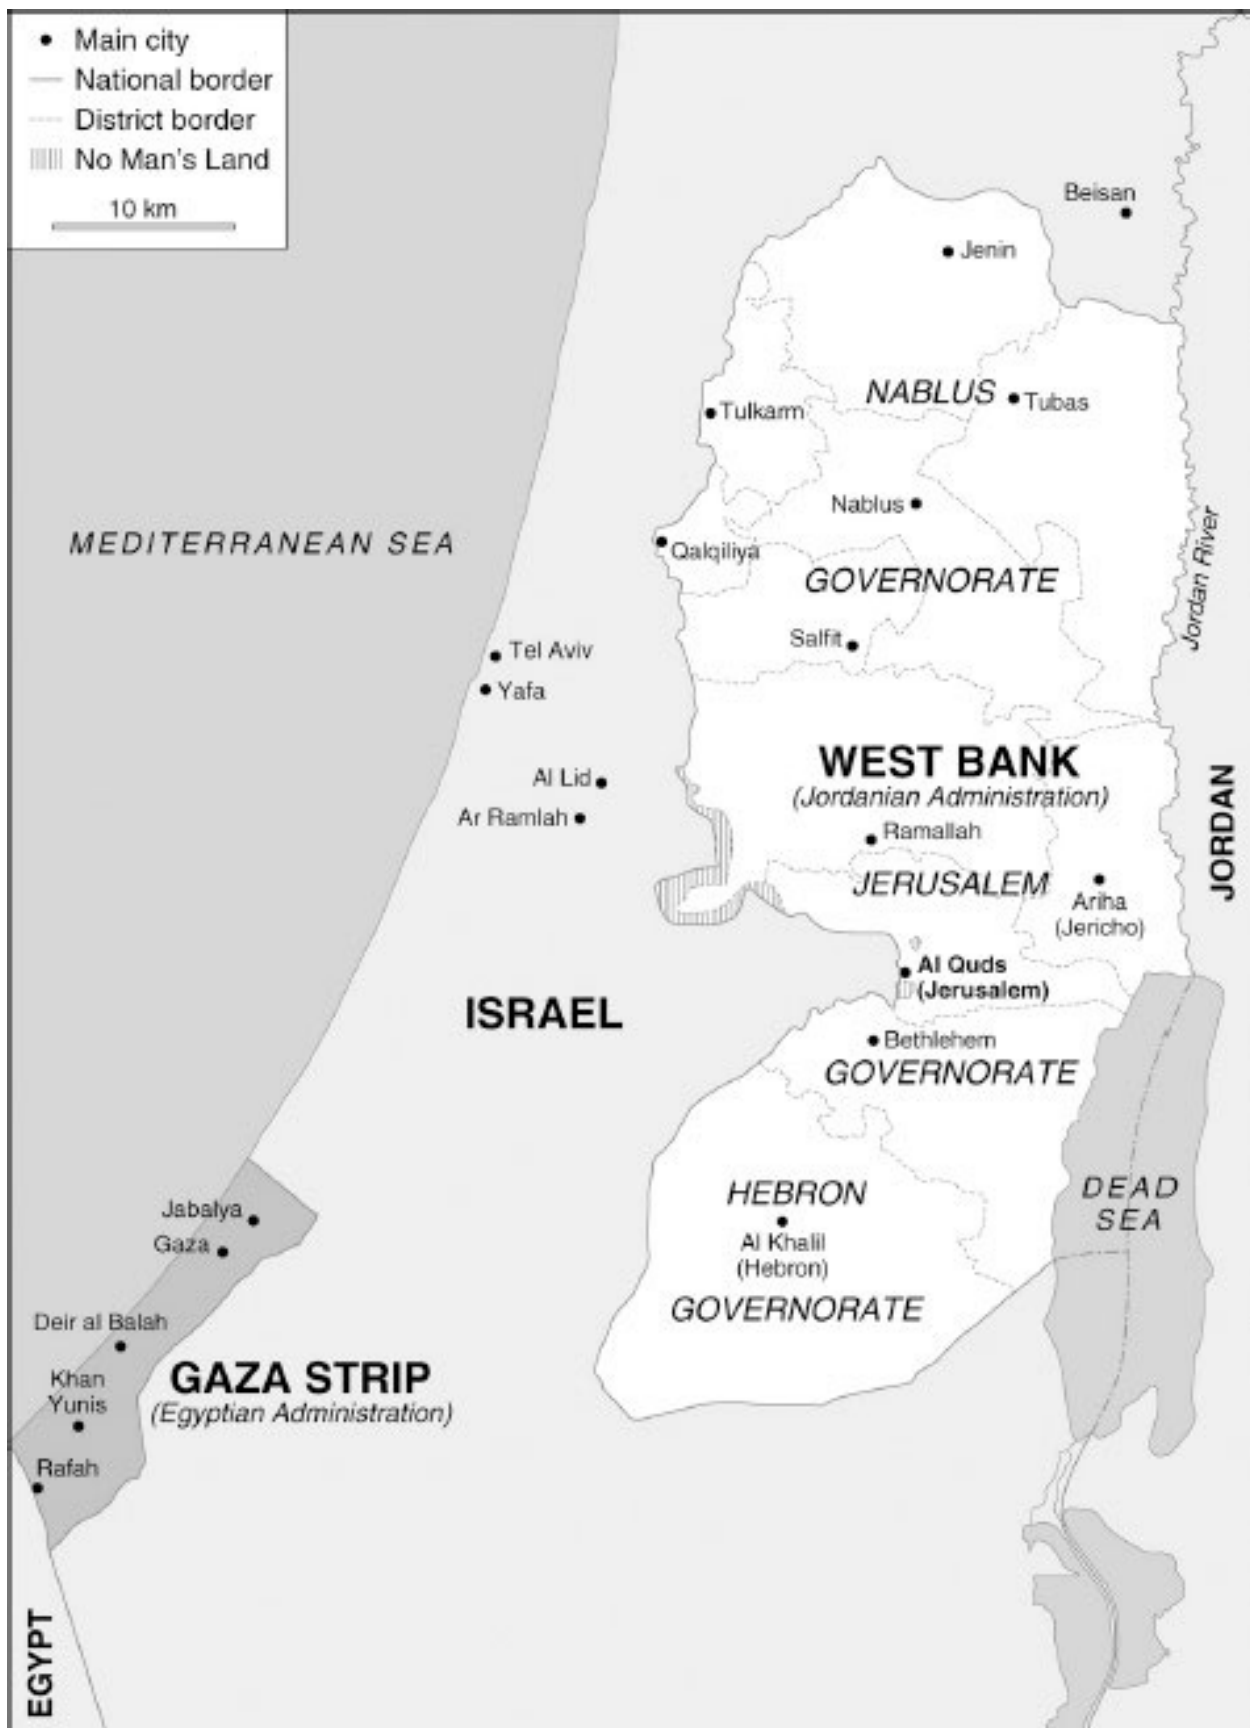 Main city
National border
District border
No Man's Land
10 km
Beisan
Jenin
NABLUS
Tubas
Tulkarm
Nablus
MEDITERRANEAN SEA
Qalqiliya
GOVERNORATE
Jordan River
Salfit
Tel Aviv
Yafa
WEST BANK
(Jordanian Administration)
Al Lid
Ar Ramlah
Ramallah
JORDAN
JERUSALEM
Ariha
(Jericho)
Al Quds
(Jerusalem)
ISRAEL
Bethlehem
GOVERNORATE
HEBRON
Al Khalil
(Hebron)
GOVERNORATE
DEAD
SEA
Jabalya
Gaza
Deir al Balah
Khan
Yunis
GAZA STRIP
(Egyptian Administration)
Rafah
EGYPT